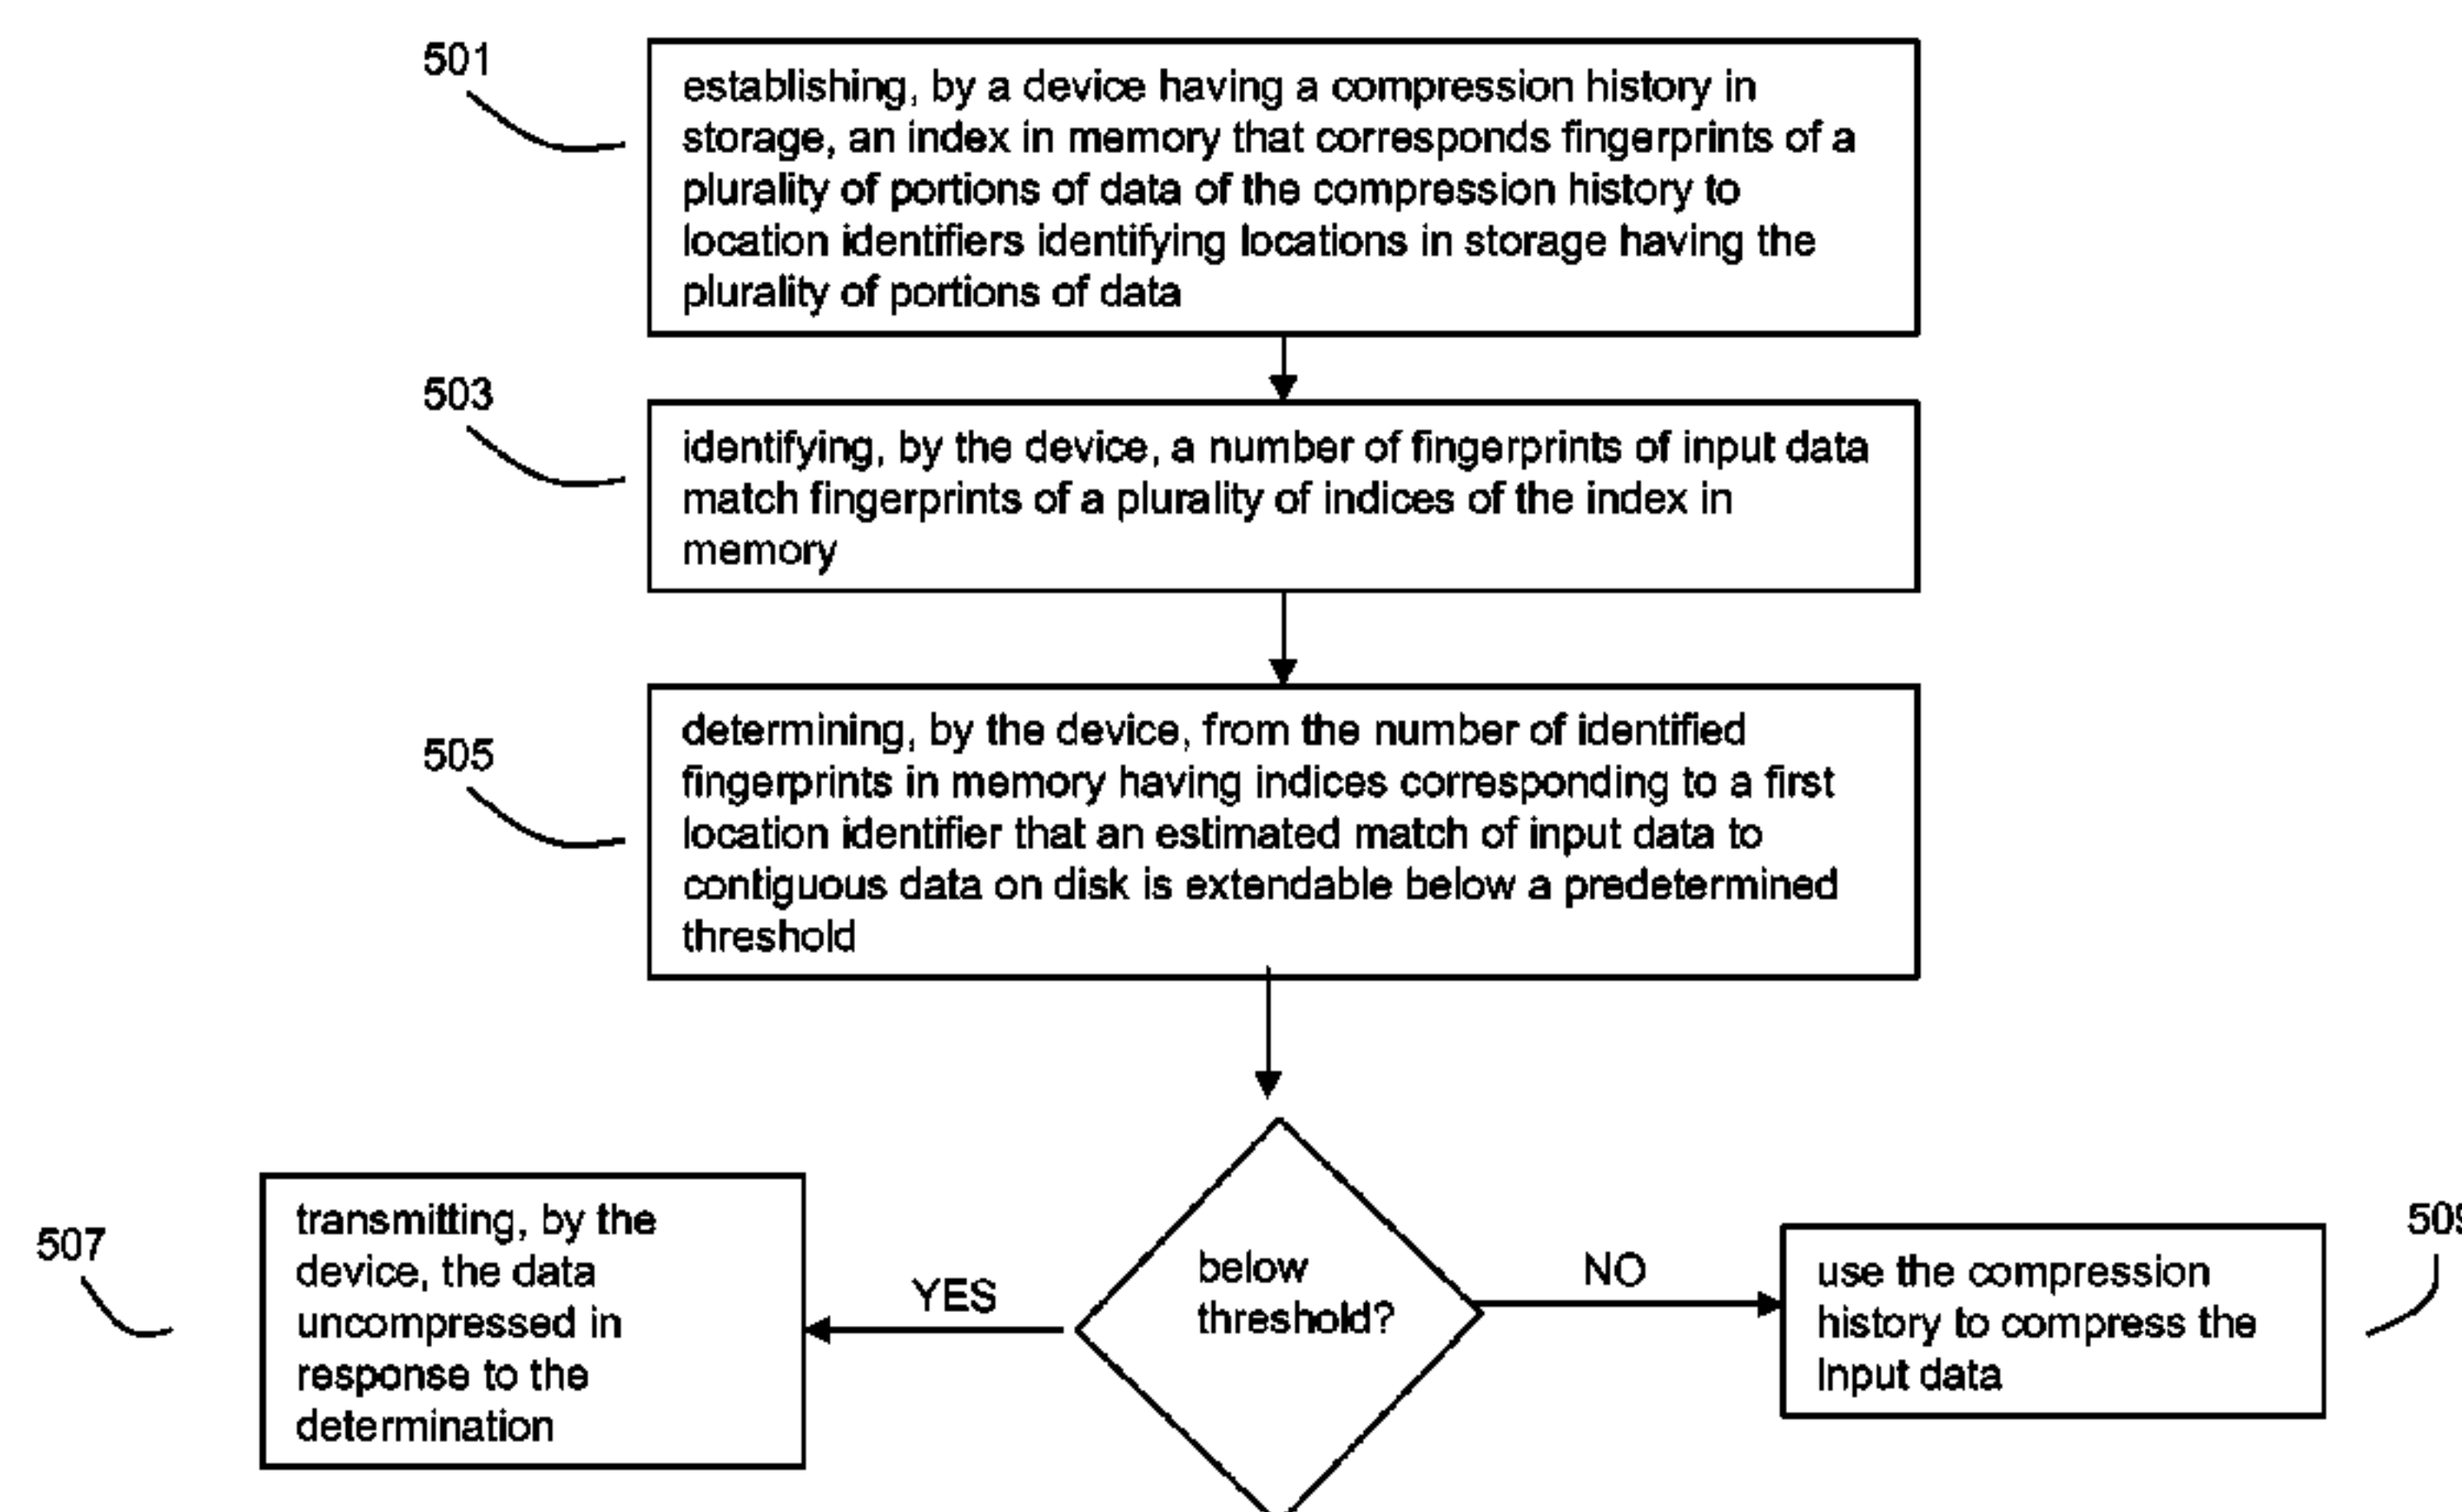 501
establishing, by a device having a compression history in
storage, an index in memory that corresponds fingerprints of a
plurality of portions of data of the compression history to
location identifiers identifying locations in storage having the
plurality of portions of data
503
identifying, by the device, a number of fingerprints of input data
match fingerprints of a plurality of indices of the index in
memory
505
determining, by the device, from the number of identified
fingerprints in memory having indices corresponding to a first
location identifier that an estimated match of input data to
contiguous data on disk is extendable below a predetermined
threshold
507
transmitting, by the
device, the data
uncompressed in
response to the
determination
YES
below
threshold?
NO
use the compression
history to compress the
Input data
509